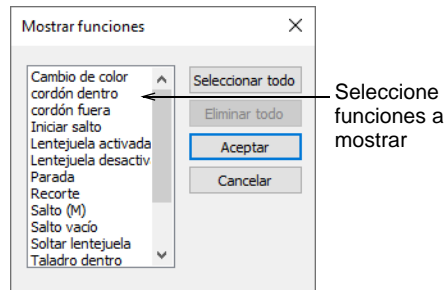 Mostrar funciones
Cambio de color
cordón dentro
cordón fuera
Iniciar salto
Lentejuela activada
Lentejuela desactiv
Parada
Recorte
Salto (M)
Salto vacío
Soltar lentejuela
Taladro dentro
Seleccionar todo
Eliminar todo
Aceptar
Cancelar
Seleccione
funciones a
mostrar